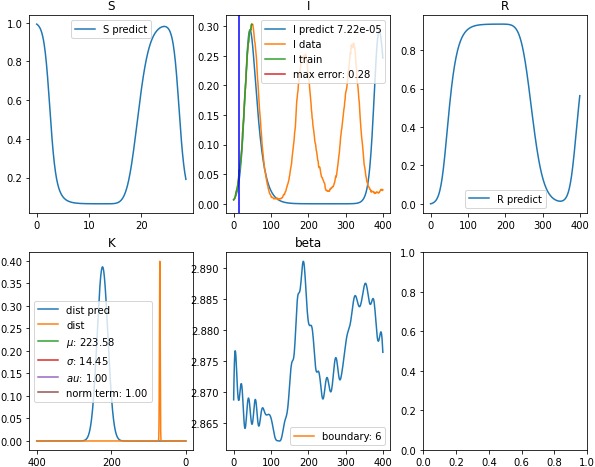 S I R
1.0
0.8
0.6
0.4
0.2
0 10 20
S predict
0.30
0.25
0.20
0.15
0.10
0.05
0.00
0 100 200 300 400
I predict 7.22e-05
I data
I train
max error: 0.28
0.8
0.6
0.4
0.2
0.0
0 100 200 300 400
R predict
K beta
0.40
0.35
0.30
0.25
0.20
0.15
0.10
0.05
0.00
400 200 0
dist pred
dist
μ: 223.58
σ: 14.45
au: 1.00
norm term: 1.00
2.890
2.885
2.880
2.875
2.870
2.865
0 100 200 300 400
boundary: 6
1.0
0.8
0.6
0.4
0.2
0.0
0.0 0.2 0.4 0.6 0.8 1.0